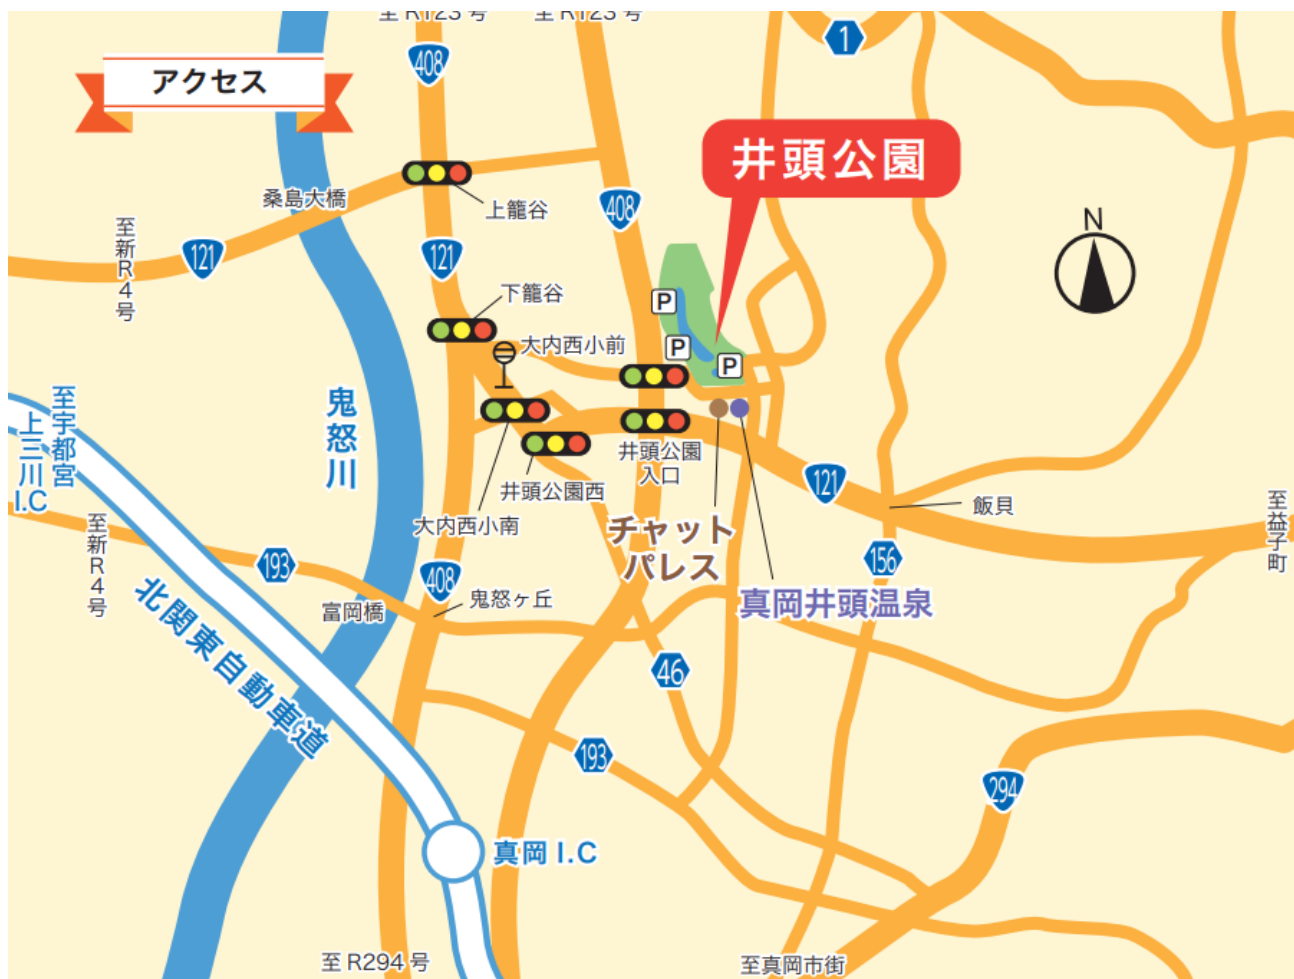 至R123号
至R123号
アクセス
408
1
井頭公園
上籠谷
桑島大橋
408
N
至新R4号
121
121
下籠谷
P
大内西小前
P
P
至宇都宮
上三川
I.C
鬼怒川
井頭公園
入口
井頭公園西
121
飯貝
至益子町
大内西小南
チャット
パレス
至新R4号
193
156
408
鬼怒ヶ丘
真岡井頭温泉
富岡橋
北関東自動車道
46
193
294
真岡I.C
至R294号
至真岡市街